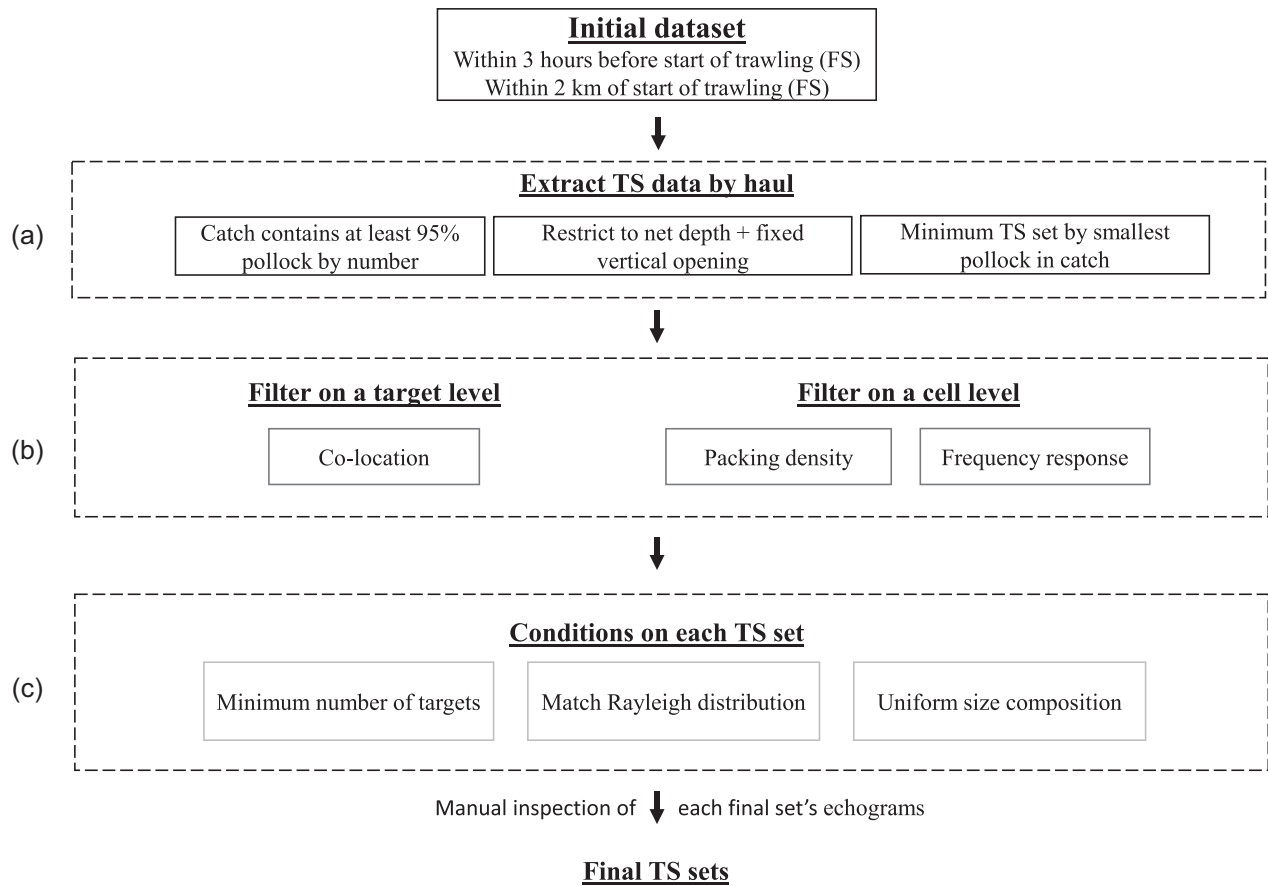 Initial dataset
Within 3 hours before start of trawling (FS)
Within 2 km of start of trawling (FS)
(a)
Extract TS data by haul
Catch contains at least 95%
pollock by number
Restrict to net depth + fixed
vertical opening
Minimum TS set by smallest
pollock in catch
(b)
Filter on a target level
Co-location
Filter on a cell level
Packing density
Frequency response
(c)
Conditions on each TS set
Minimum number of targets
Match Rayleigh distribution
Uniform size composition
Manual inspection of each final set's echograms
Final TS sets